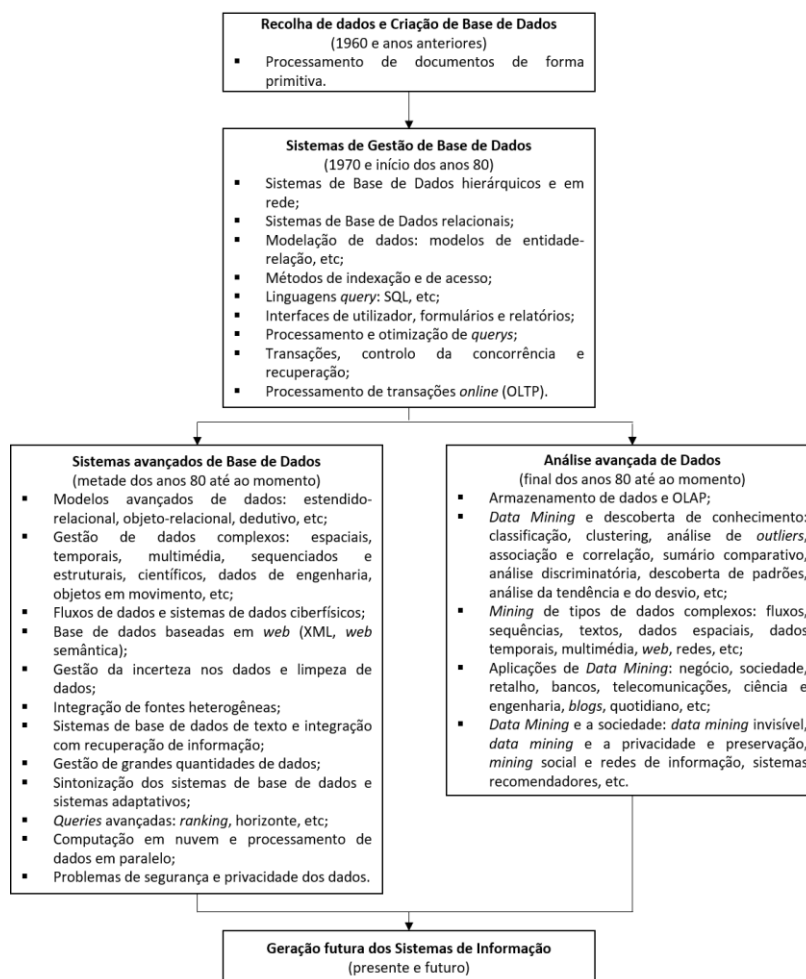 Recolha de dados e Criação de Base de Dados
(1960 e anos anteriores)
▪ Processamento de documentos de forma
primitiva.
Sistemas de Gestão de Base de Dados
(1970 e início dos anos 80)
▪ Sistemas de Base de Dados hierárquicos e em
rede;
▪ Sistemas de Base de Dados relacionais;
▪ Modelação de dados: modelos de entidade-
relação, etc;
▪ Métodos de indexação e de acesso;
▪ Linguagens query: SQL, etc;
▪ Interfaces de utilizador, formulários e relatórios;
▪ Processamento e otimização de querys;
▪ Transações, controlo da concorrência e
recuperação;
▪ Processamento de transações online (OLTP).
Sistemas avançados de Base de Dados
(metade dos anos 80 até ao momento)
▪ Modelos avançados de dados: estendido-
relacional, objeto-relacional, dedutivo, etc;
▪ Gestão de dados complexos: espaciais,
temporais, multimédia, sequenciados e
estruturais, científicos, dados de engenharia,
objetos em movimento, etc;
▪ Fluxos de dados e sistemas de dados ciberfísicos;
▪ Base de dados baseadas em web (XML, web
semântica);
▪ Gestão da incerteza nos dados e limpeza de
dados;
▪ Integração de fontes heterogêneas;
▪ Sistemas de base de dados de texto e integração
com recuperação de informação;
▪ Gestão de grandes quantidades de dados;
▪ Sintonização dos sistemas de base de dados e
sistemas adaptativos;
▪ Queries avançadas: ranking, horizonte, etc;
▪ Computação em nuvem e processamento de
dados em paralelo;
▪ Problemas de segurança e privacidade dos dados.
Análise avançada de Dados
(final dos anos 80 até ao momento)
▪ Armazenamento de dados e OLAP;
▪ Data Mining e descoberta de conhecimento:
classificação, clustering, análise de outliers,
associação e correlação, sumário comparativo,
análise discriminatória, descoberta de padrões,
análise da tendência e do desvio, etc;
▪ Mining de tipos de dados complexos: fluxos,
sequências, textos, dados espaciais, dados
temporais, multimédia, web, redes, etc;
▪ Aplicações de Data Mining: negócio, sociedade,
retalho, bancos, telecomunicações, ciência e
engenharia, blogs, quotidiano, etc;
▪ Data Mining e a sociedade: data mining invisível,
data mining e a privacidade e preservação,
mining social e redes de informação, sistemas
recomendadores, etc.
Geração futura dos Sistemas de Informação
(presente e futuro)